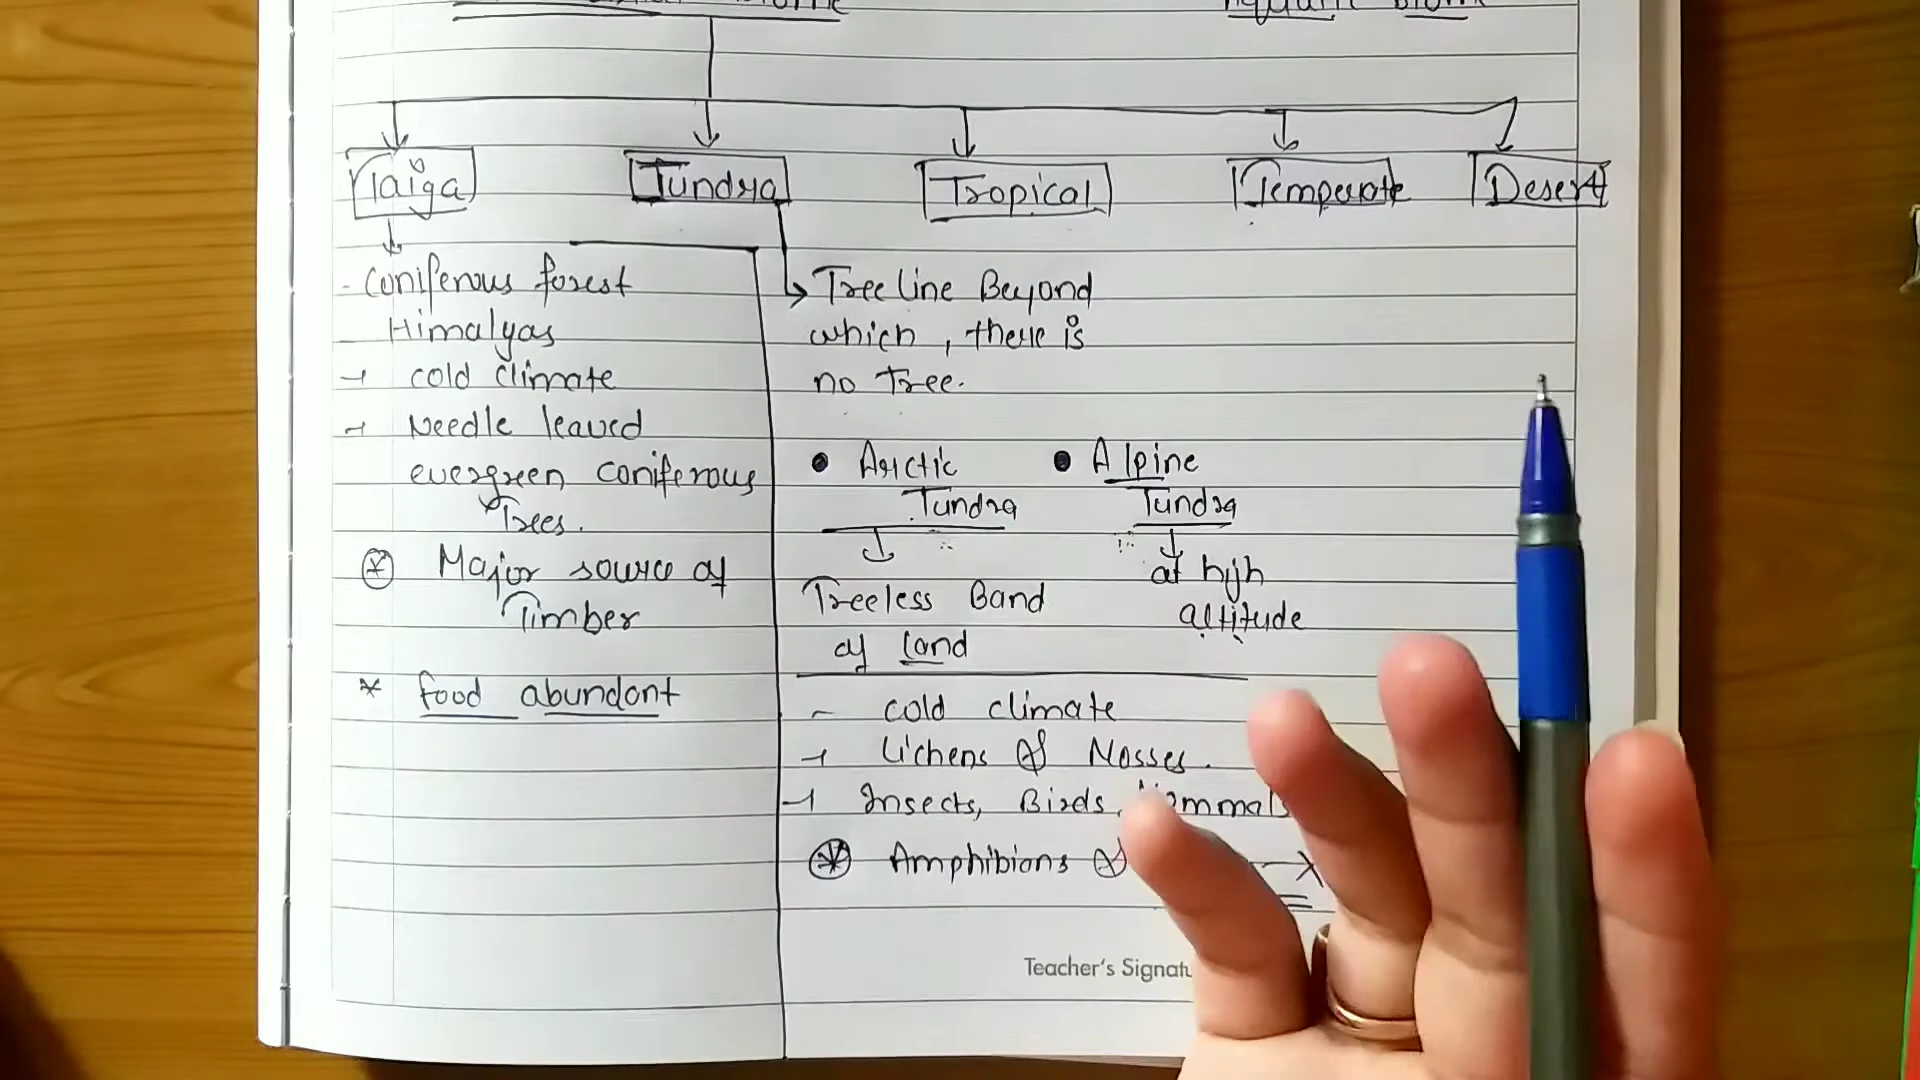 Taiga
Tundra
Tropical
Temperate
Desert
- Coniferous forest
Himalyas
cold climate
Needle leaved
evergreen coniferous
Trees.
Major source of
Timber
* food abundant
Tree line Beyond
which, there is
no Tree.
• Arctic
Tundra
• Alpine
Tundra
Treeless Band
of land
at high
altitude
- cold climate
- Lichens & Mosses.
- Insects, Birds,
Amphibians &
Teacher's